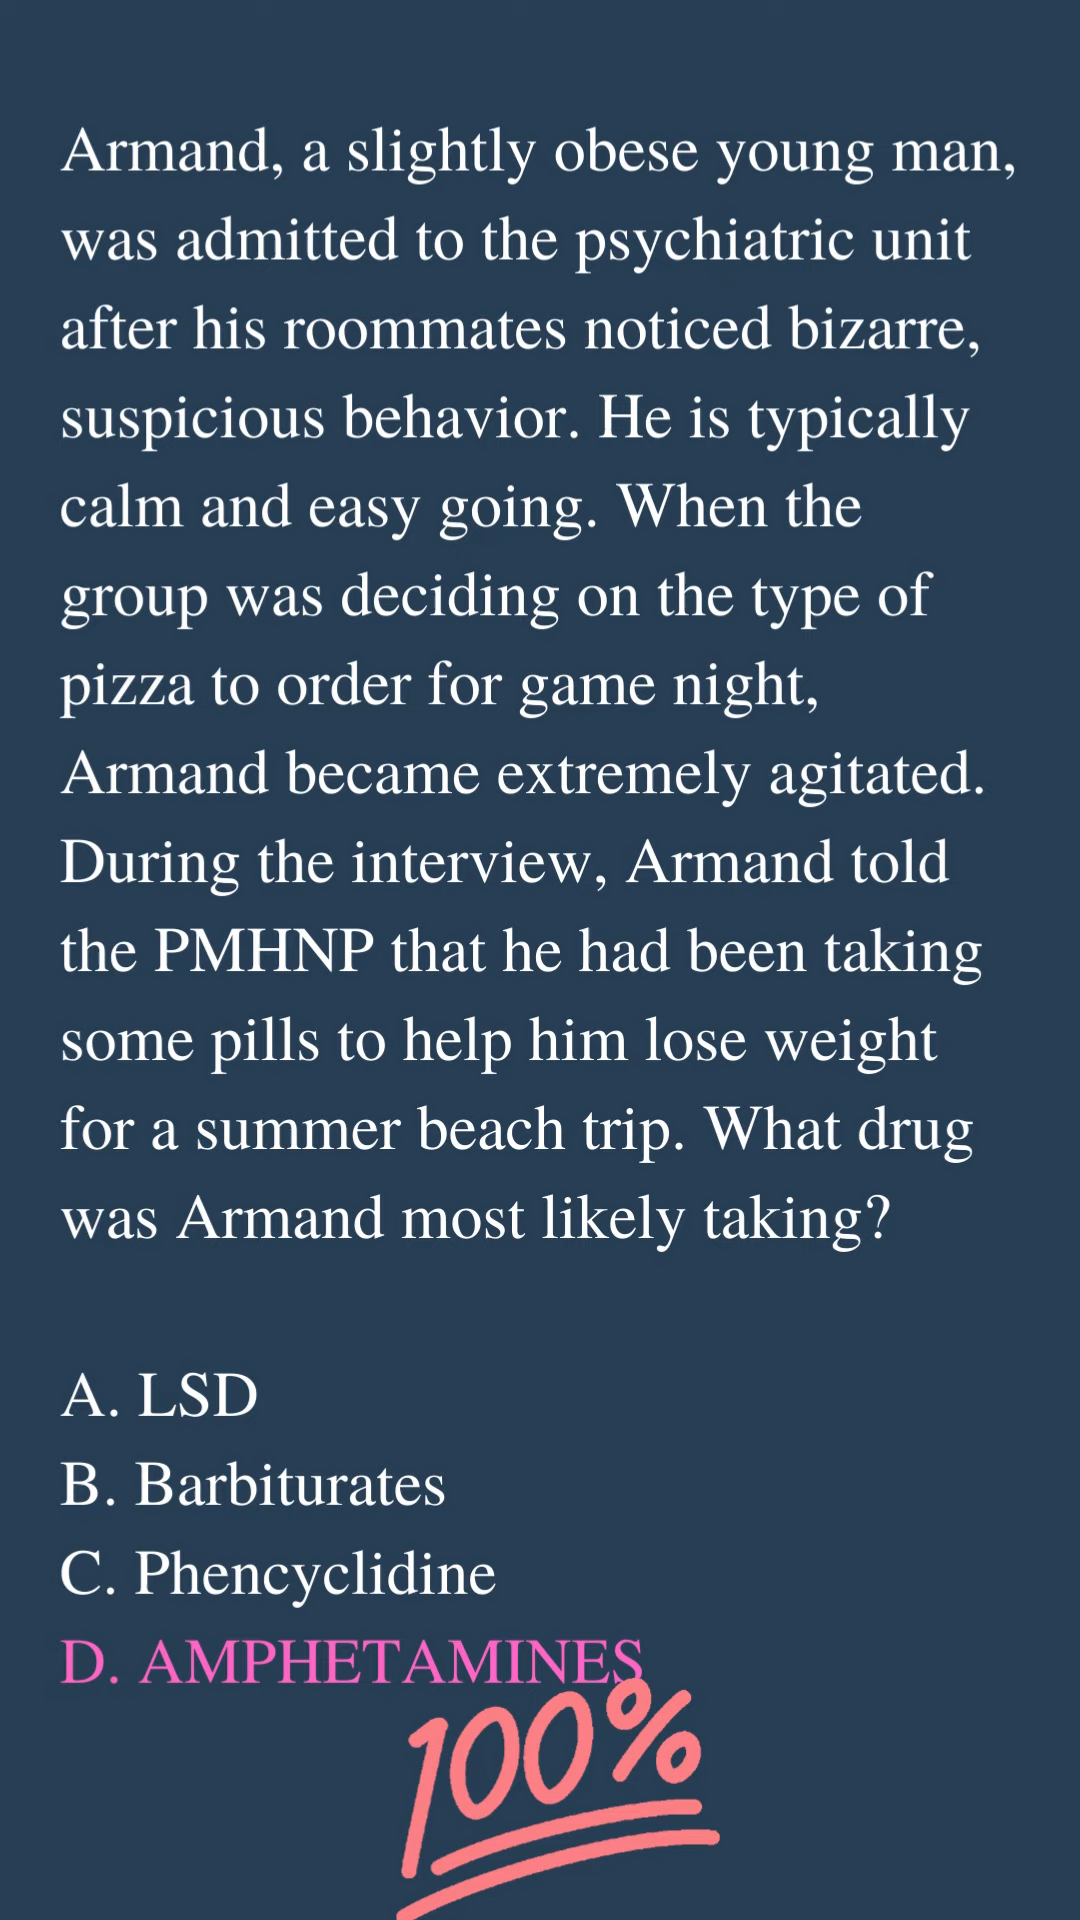 Armand, a slightly obese young man,
was admitted to the psychiatric unit
after his roommates noticed bizarre,
suspicious behavior. He is typically
calm and easy going. When the
group was deciding on the type of
pizza to order for game night,
Armand became extremely agitated.
During the interview, Armand told
the PMHNP that he had been taking
some pills to help him lose weight
for a summer beach trip. What drug
was Armand most likely taking?
A. LSD
B. Barbiturates
C. Phencyclidine
D. AMPHETAMINES
100%